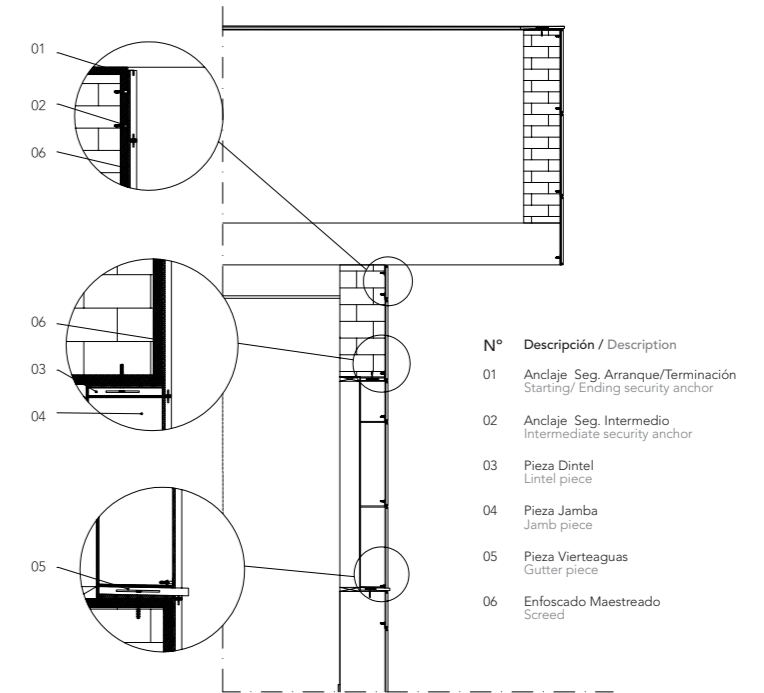 01
02
06
06
03
04
05
Nº Descripción / Description
01 Anclaje Seg. Arranque/Terminación
Starting/ Ending security anchor
02 Anclaje Seg. Intermedio
Intermediate security anchor
03 Pieza Dintel
Lintel piece
04 Pieza Jamba
Jamb piece
05 Pieza Vierteaguas
Gutter piece
06 Enfoscado Maestreado
Screed